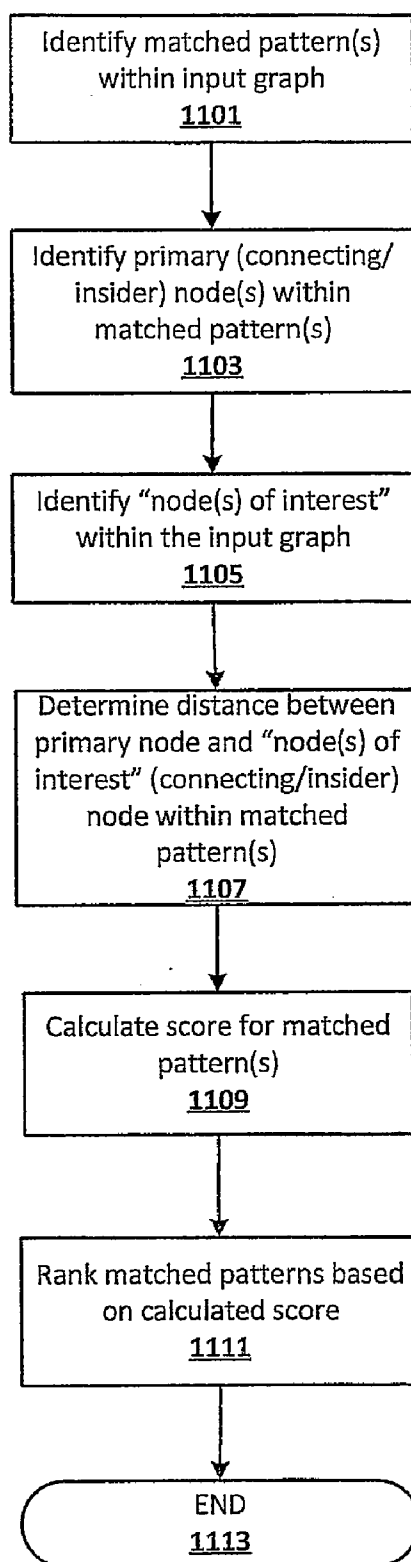 Identify matched pattern(s)
within input graph
1101
Identify primary (connecting/
insider) node(s) within
matched pattern(s)
1103
Identify “node(s) of interest”
within the input graph
1105
Determine distance between
primary node and “node(s) of
interest” (connecting/insider)
node within matched
pattern(s)
1107
Calculate score for matched
pattern(s)
1109
Rank matched patterns based
on calculated score
1111
END
1113